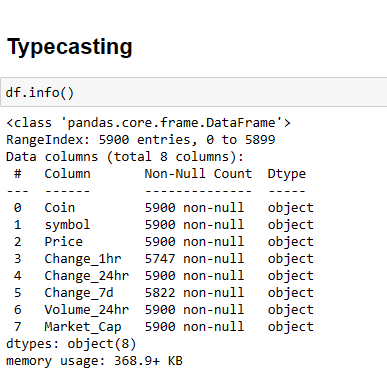 Typecasting
df.info()
<class 'pandas.core.frame.DataFrame'>
RangeIndex: 5900 entries, 0 to 5899
Data columns (total 8 columns):
 #   Column      Non-Null Count  Dtype
---  ------      --------------  -----
 0   Coin        5900 non-null   object
 1   symbol      5900 non-null   object
 2   Price       5900 non-null   object
 3   Change_1hr  5747 non-null   object
 4   Change_24hr 5900 non-null   object
 5   Change_7d   5822 non-null   object
 6   Volume_24hr 5900 non-null   object
 7   Market_Cap  5900 non-null   object
dtypes: object(8)
memory usage: 368.9+ KB